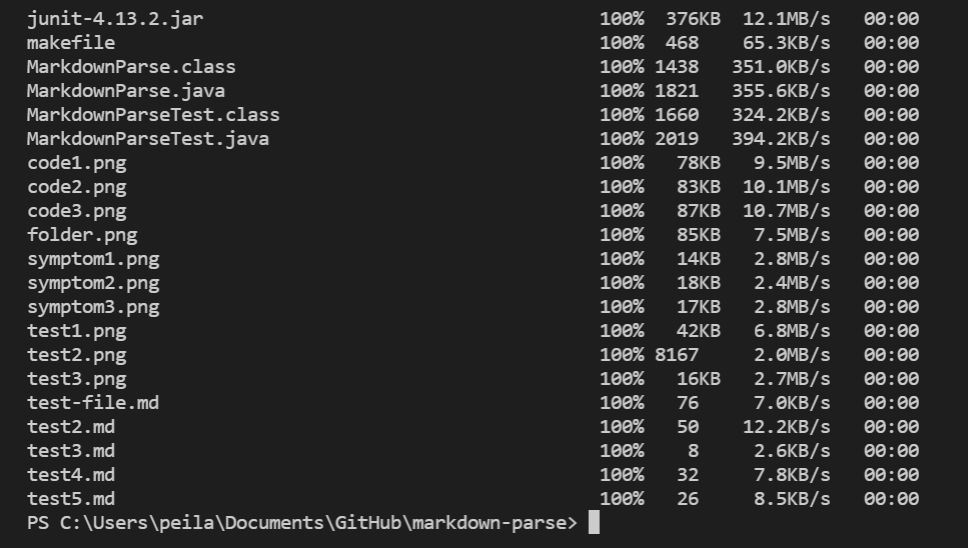 junit-4.13.2.jar 100% 376KB 12.1MB/s 00:00
makefile 100% 468 65.3KB/s 00:00
MarkdownParse.class 100% 1438 351.0KB/s 00:00
MarkdownParse.java 100% 1821 355.6KB/s 00:00
MarkdownParseTest.class 100% 1660 324.2KB/s 00:00
MarkdownParseTest.java 100% 2019 394.2KB/s 00:00
code1.png 100% 78KB 9.5MB/s 00:00
code2.png 100% 83KB 10.1MB/s 00:00
code3.png 100% 87KB 10.7MB/s 00:00
folder.png 100% 85KB 7.5MB/s 00:00
symptom1.png 100% 14KB 2.8MB/s 00:00
symptom2.png 100% 18KB 2.4MB/s 00:00
symptom3.png 100% 17KB 2.8MB/s 00:00
test1.png 100% 42KB 6.8MB/s 00:00
test2.png 100% 8167 2.0MB/s 00:00
test3.png 100% 16KB 2.7MB/s 00:00
test-file.md 100% 76 7.0KB/s 00:00
test2.md 100% 50 12.2KB/s 00:00
test3.md 100% 8 2.6KB/s 00:00
test4.md 100% 32 7.8KB/s 00:00
test5.md 100% 26 8.5KB/s 00:00
PS C:\Users\peila\Documents\GitHub\markdown-parse>